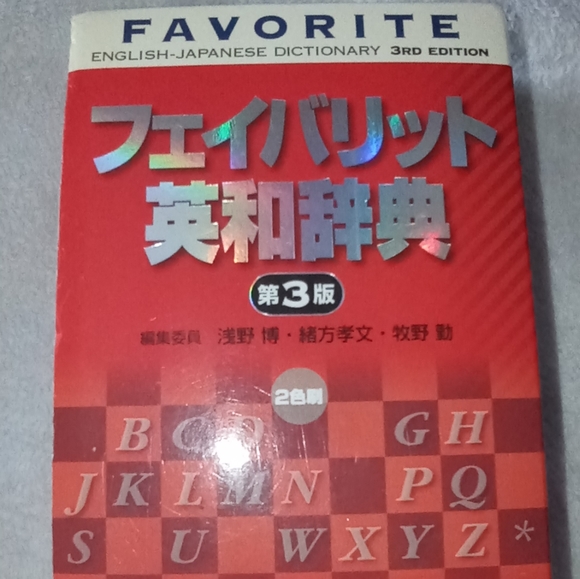 FAVORITE
ENGLISH-JAPANESE DICTIONARY 3RD EDITION
フェイバリット
英和辞典
第3版
編集委員 浅野 博・緒方孝文・牧野 勤
2色刷
B C O G H
J K L M N P Q
S U W X Y Z *